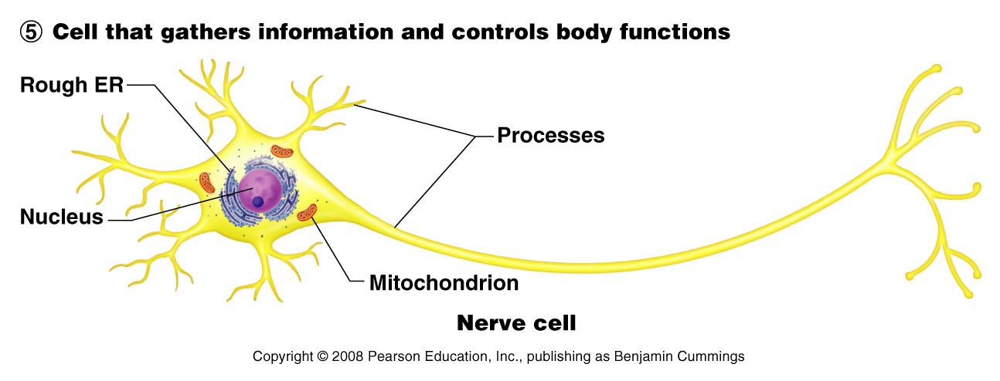 ⑤ Cell that gathers information and controls body functions
Rough ER
Processes
Nucleus
Mitochondrion
Nerve cell
Copyright © 2008 Pearson Education, Inc., publishing as Benjamin Cummings